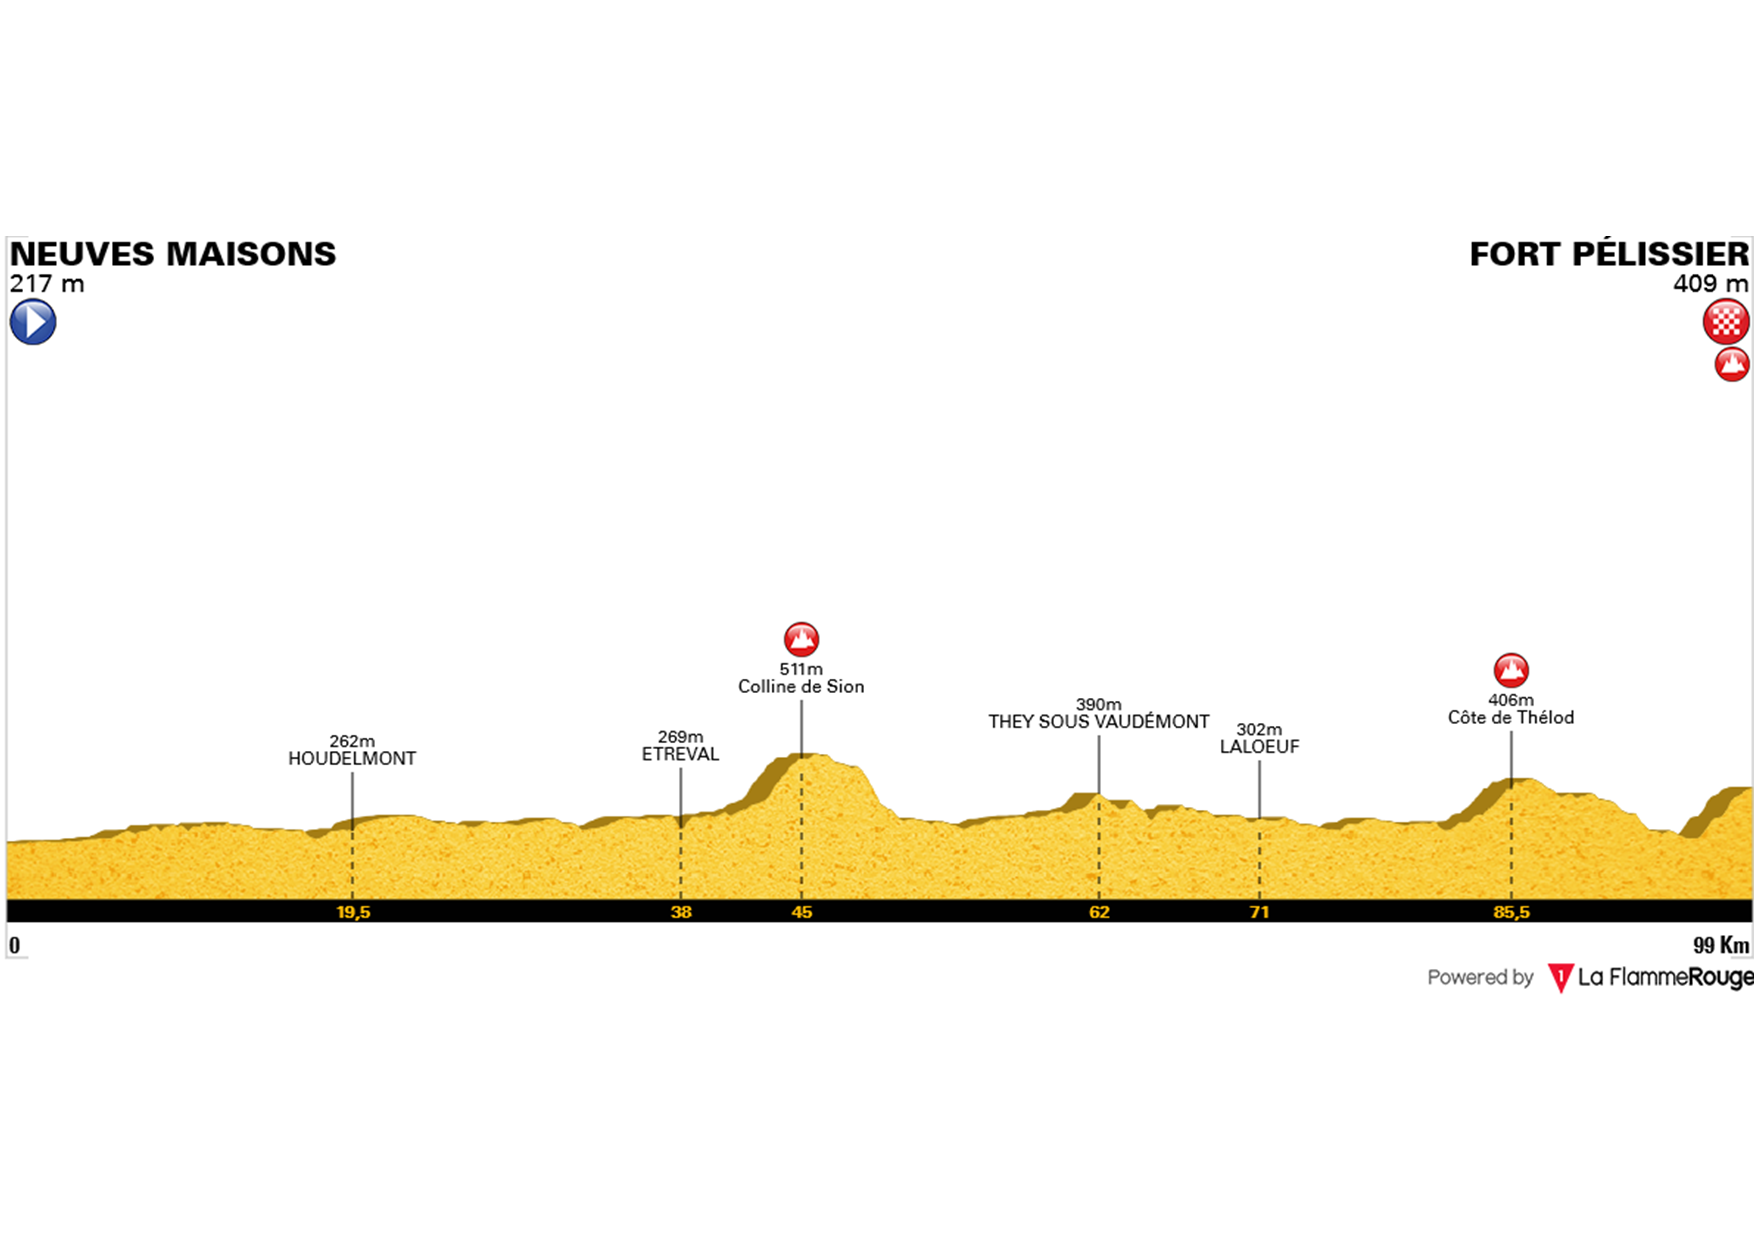 NEUVES MAISONS
217 m
FORT PÉLISSIER
409 m
511m
Colline de Sion
406m
Côte de Thélod
390m
THEY SOUS VAUDÉMONT
302m
LALOEUF
269m
ETREVAL
262m
HOUDELMONT
19,5
38
45
62
71
85,5
0
99 Km
Powered by 1 La FlammeRouge